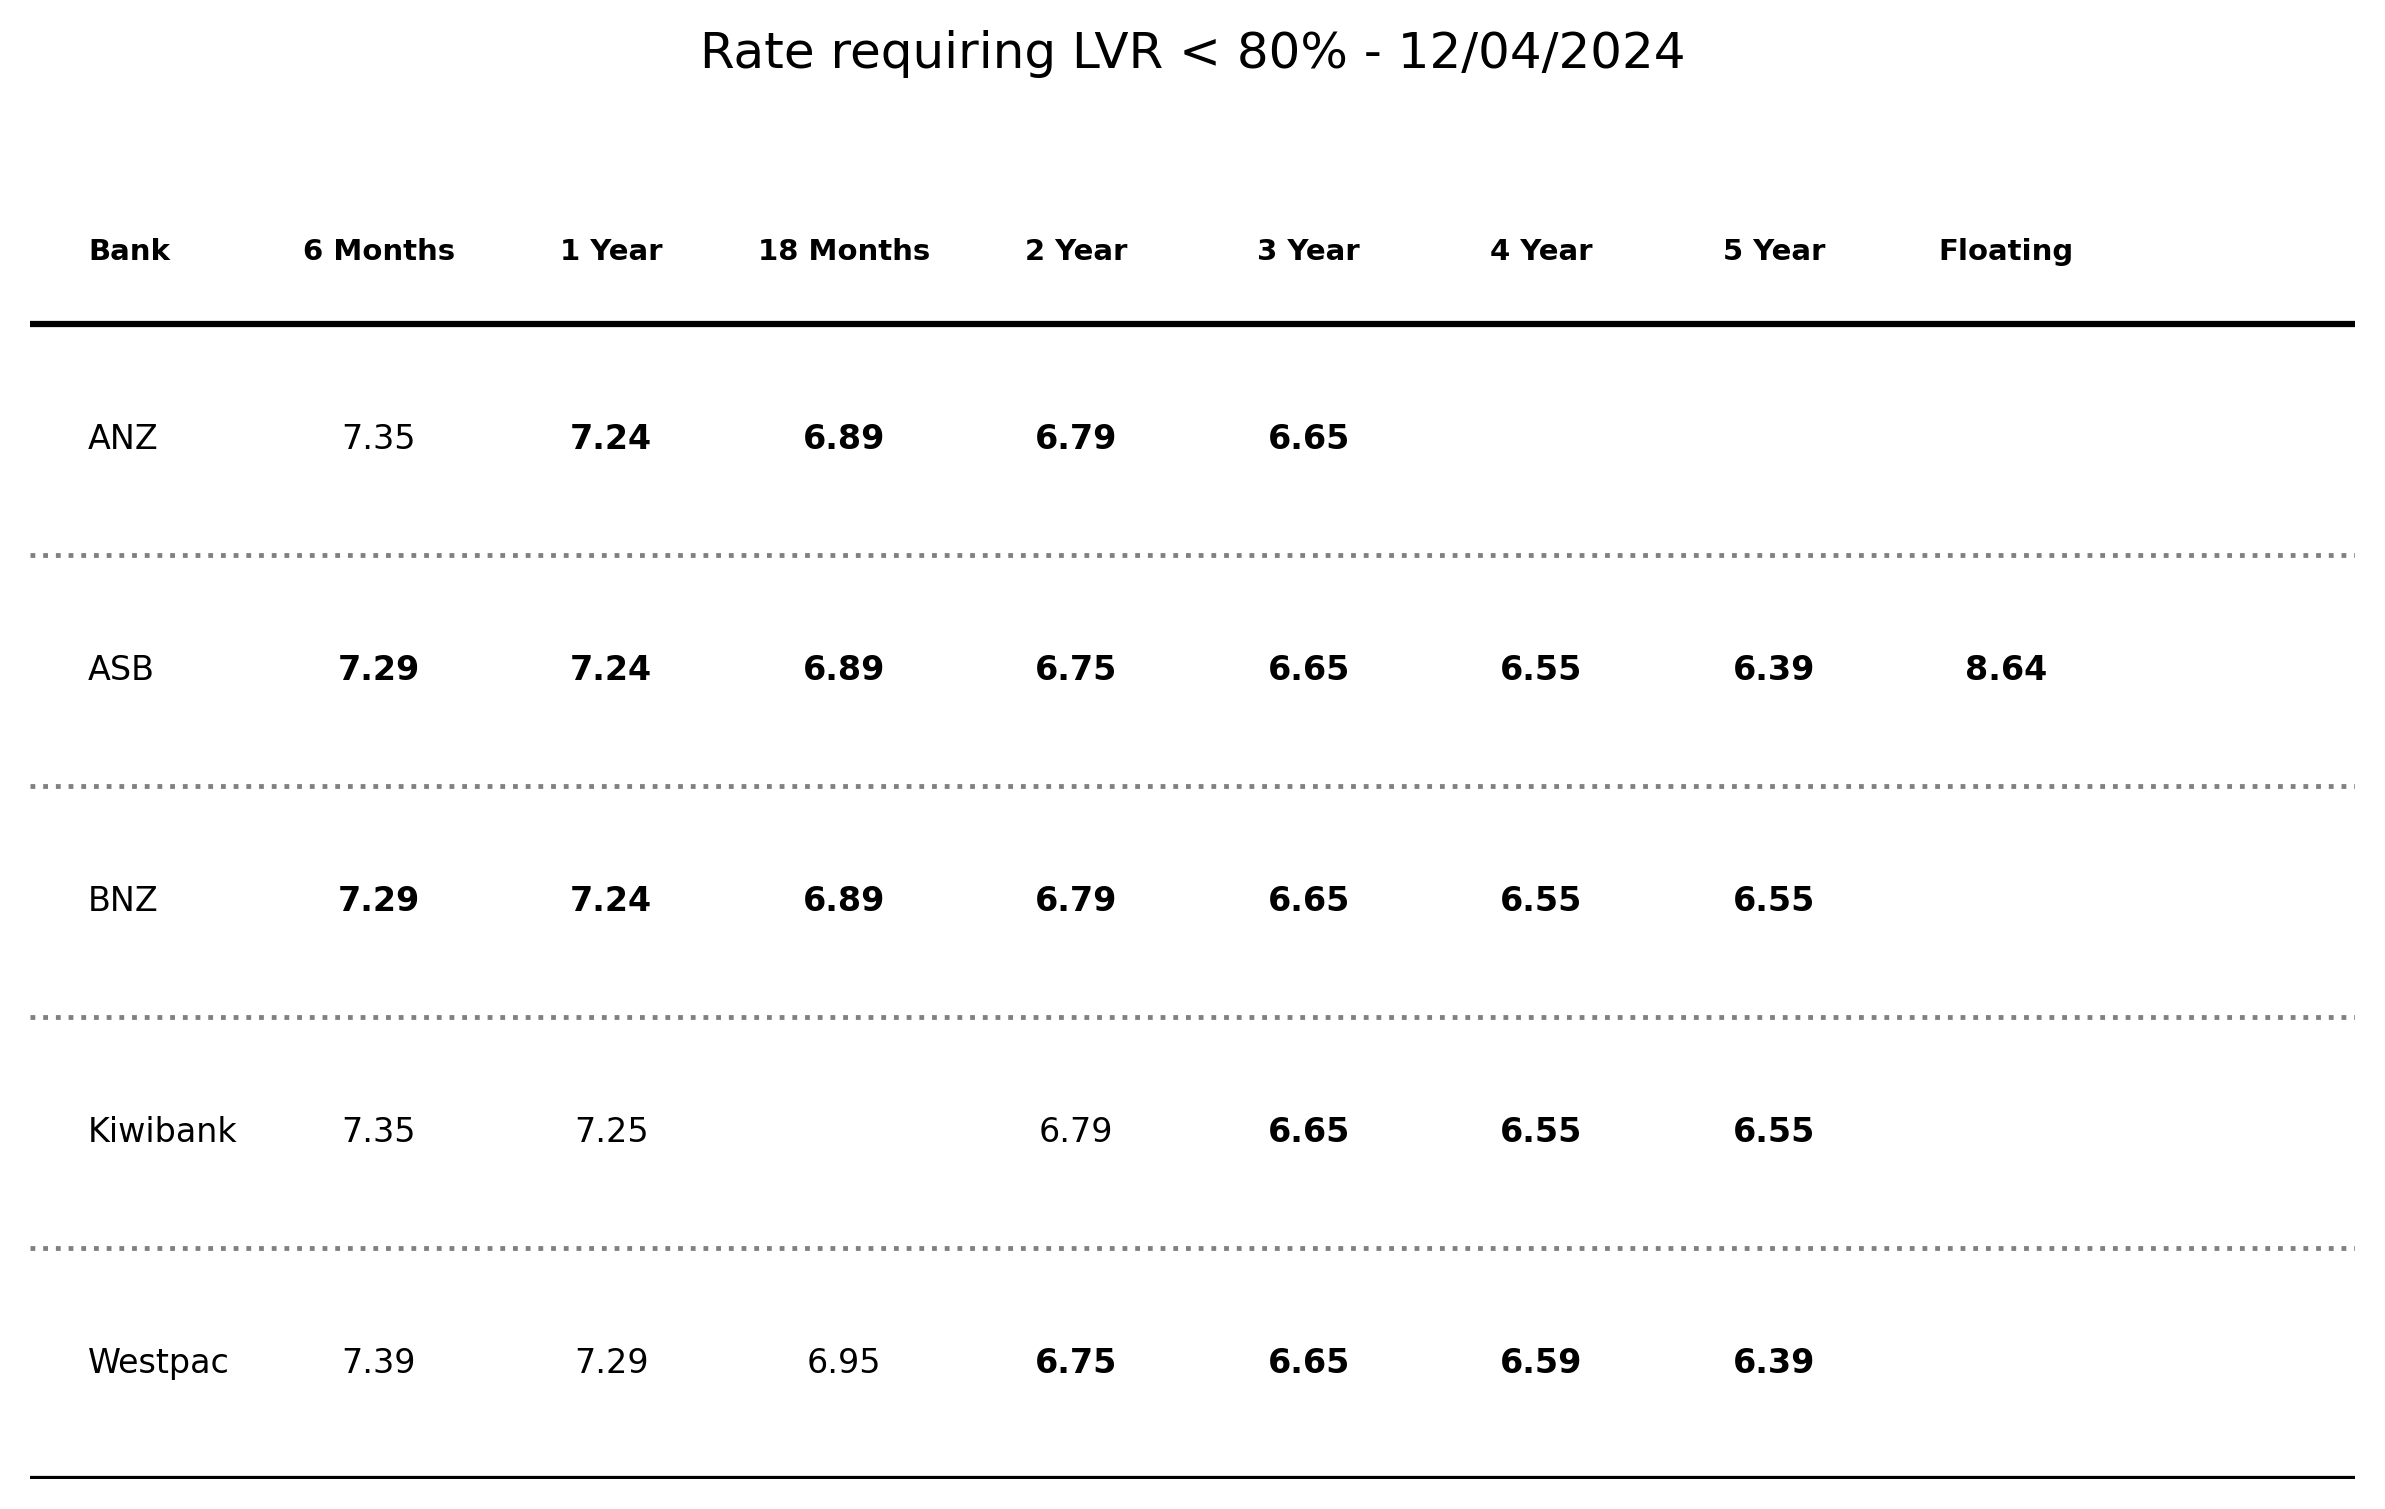 Rate requiring LVR < 80% - 12/04/2024
Bank 6 Months 1 Year 18 Months 2 Year 3 Year 4 Year 5 Year Floating
ANZ 7.35 7.24 6.89 6.79 6.65
ASB 7.29 7.24 6.89 6.75 6.65 6.55 6.39 8.64
BNZ 7.29 7.24 6.89 6.79 6.65 6.55 6.55
Kiwibank 7.35 7.25 6.79 6.65 6.55 6.55
Westpac 7.39 7.29 6.95 6.75 6.65 6.59 6.39